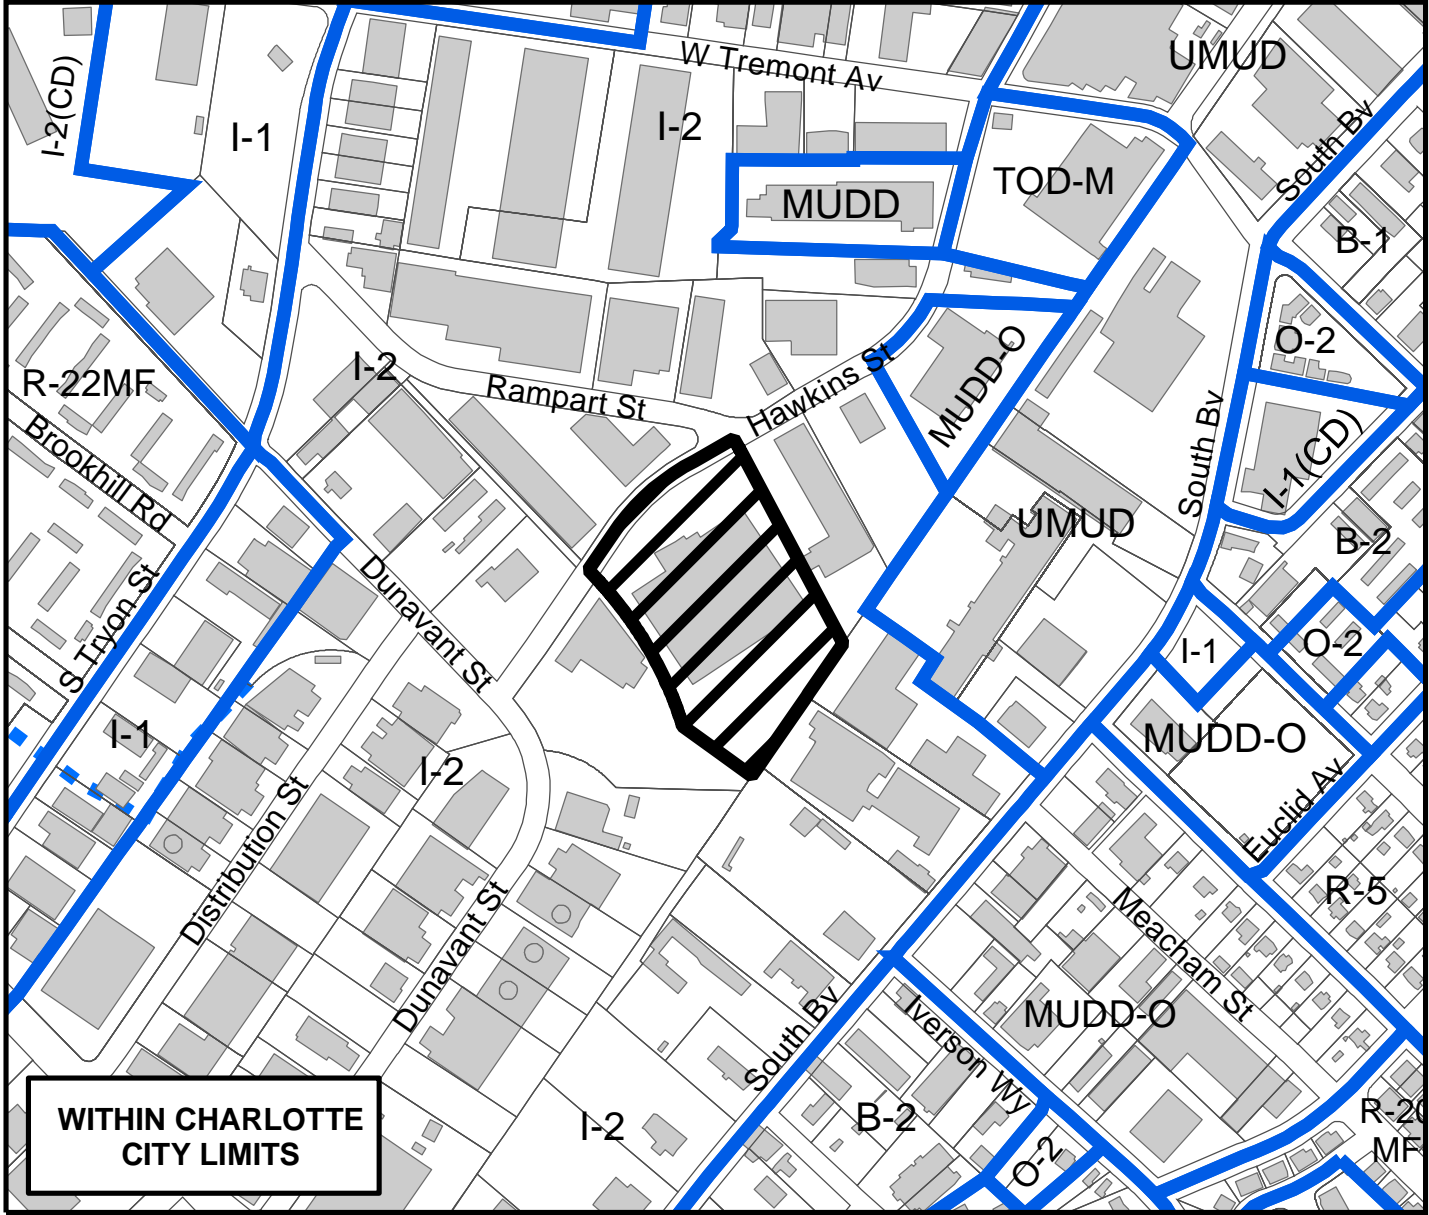 W Tremont Av
UMUD
I-2(CD)
I-1
I-2
South Bv
TOD-M
MUDD
B-1
O-2
MUDD-O
I-2
R-22MF
Rampart St
Hawkins St
South Bv
I-1(CD)
Brookhill Rd
UMUD
B-2
Dunavant St
S Tryon St
I-1
O-2
I-1
MUDD-O
I-2
Euclid Av
Distribution St
R-5
Dunavant St
Meacham St
South Bv
MUDD-O
Iverson Wy
B-2
I-2
O-2
R-20
MF
WITHIN CHARLOTTE
CITY LIMITS